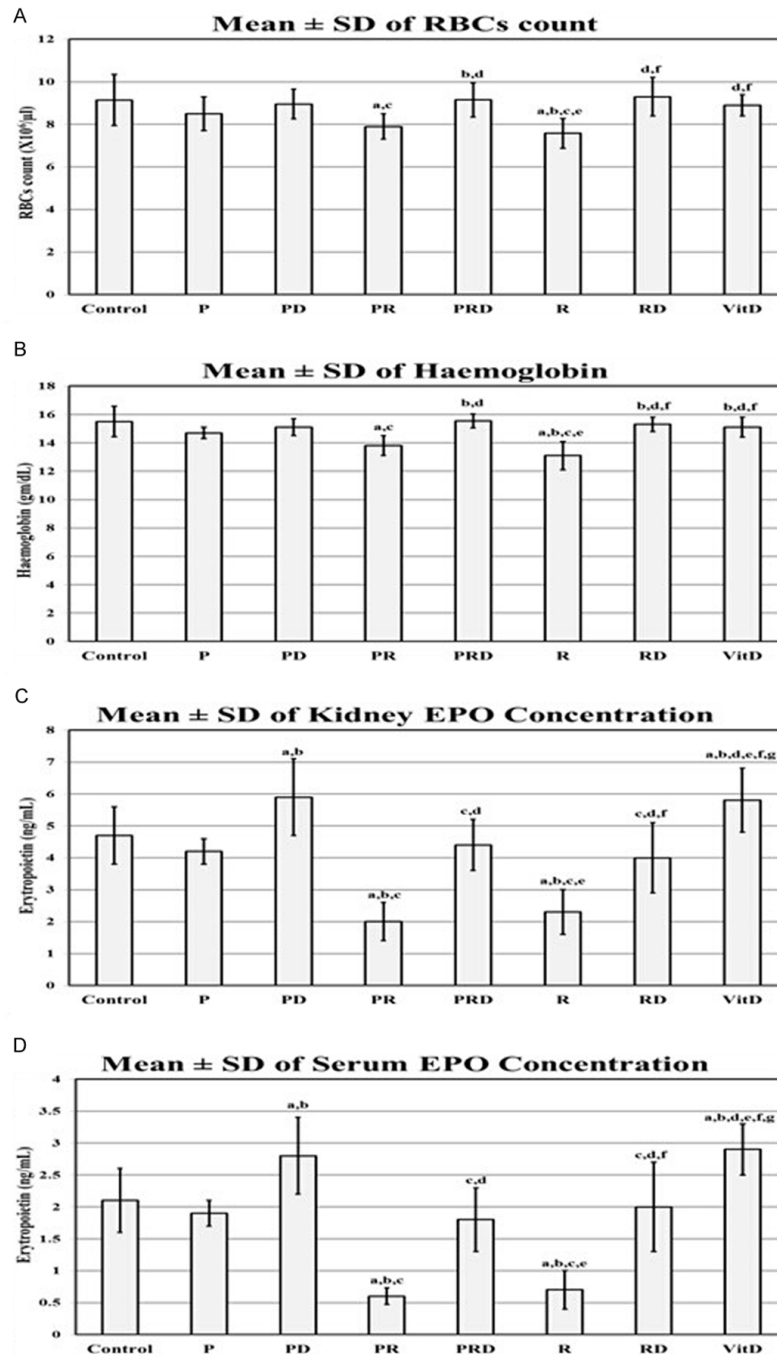 A
Mean ± SD of RBCs count
RBCs count (X10⁶/µl)
12
10
8
6
4
2
0
a,c
b,d
a,b,c,e
d,f
d,f
Control P PD PR PRD R RD VitD
B
Mean ± SD of Haemoglobin
Haemoglobin (gm/dL)
18
16
14
12
10
8
6
4
2
0
a,c
b,d
a,b,c,e
b,d,f
b,d,f
Control P PD PR PRD R RD VitD
C
Mean ± SD of Kidney EPO Concentration
Erytropoietin (ng/mL)
8
7
6
5
4
3
2
1
0
a,b
a,b,c
c,d
a,b,c,e
c,d,f
a,b,d,e,f,g
Control P PD PR PRD R RD VitD
D
Mean ± SD of Serum EPO Concentration
Erytropoietin (ng/mL)
4
3.5
3
2.5
2
1.5
1
0.5
0
a,b
a,b,c
c,d
a,b,c,e
c,d,f
a,b,d,e,f,g
Control P PD PR PRD R RD VitD